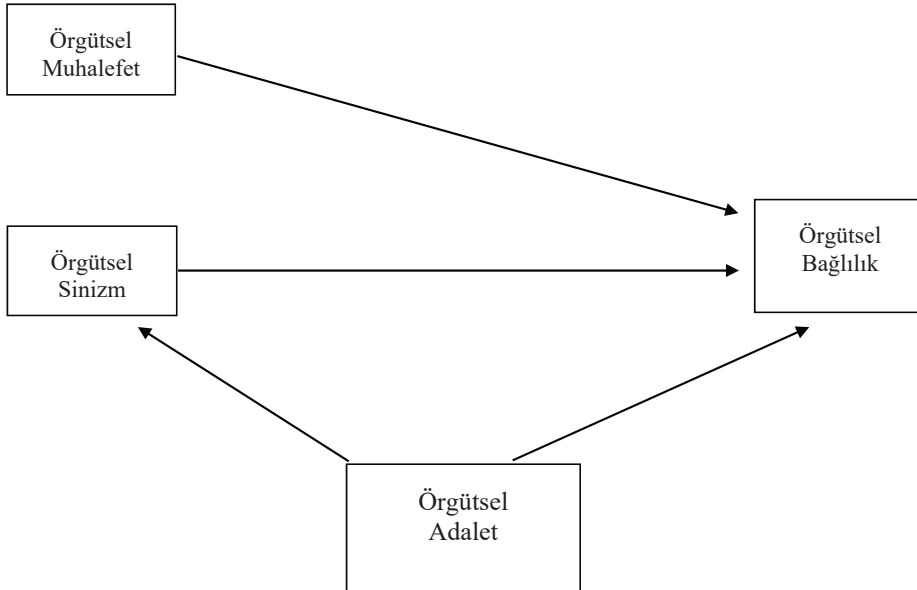 Örgütsel
Muhalefet
Örgütsel
Sinizm
Örgütsel
Bağlılık
Örgütsel
Adalet